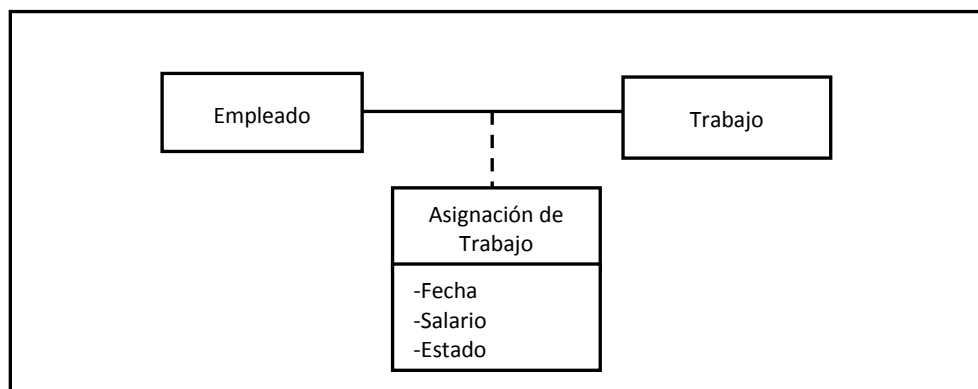 Empleado
Trabajo
Asignación de
Trabajo
-Fecha
-Salario
-Estado